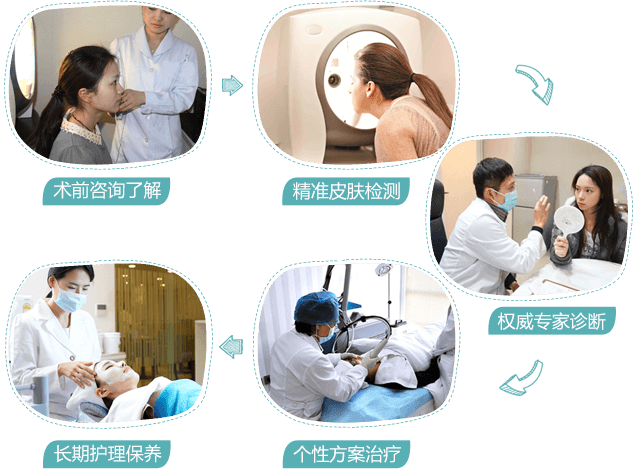 术前咨询了解
精准皮肤检测
权威专家诊断
个性方案治疗
长期护理保养